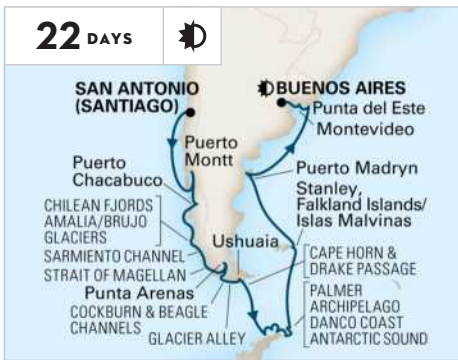 22 DAYS
SAN ANTONIO
(SANTIAGO)
BUENOS AIRES
Punta del Este
Montevideo
Puerto
Montt
Puerto
Chacabuco
Puerto Madryn
Stanley,
Falkland Islands/
Islas Malvinas
CHILEAN FJORDS
AMALIA/BRUJO
GLACIERS
SARMIENTO CHANNEL
STRAIT OF MAGELLAN
Ushuaia
Punta Arenas
COCKBURN & BEAGLE
CHANNELS
GLACIER ALLEY
CAPE HORN &
DRAKE PASSAGE
PALMER
ARCHIPELAGO
DANCO COAST
ANTARCTIC SOUND